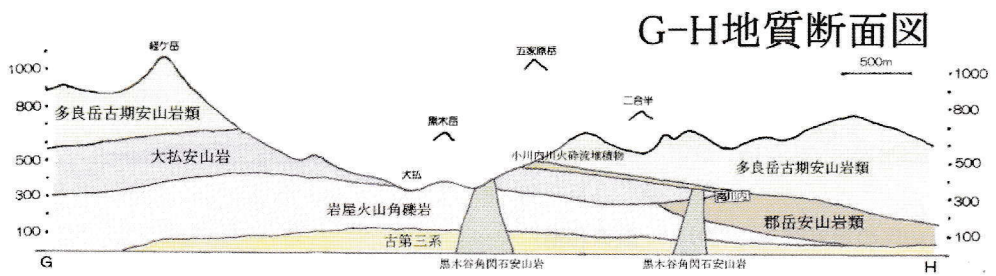 G-H地質断面図
500m
経ケ岳
五家原岳
二合半
黒木岳
大払
1000
800
500
300
100
G
1000
800
500
300
100
H
多良岳古期安山岩類
大払安山岩
岩屋火山角礫岩
古第三系
小川内川火砕流堆積物
多良岳古期安山岩類
郡岳安山岩類
黒木谷角閃石安山岩
黒木谷角閃石安山岩